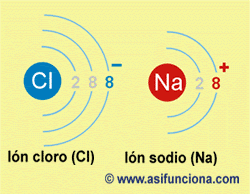 Cl 2 8 8 –
Na 2 8 +
Ión cloro (Cl) Ión sodio (Na)
© www.asifunciona.com